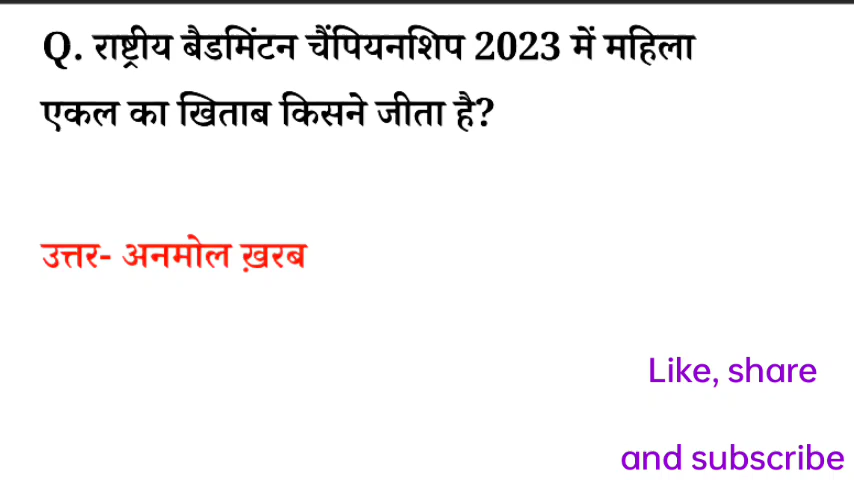 Q. राष्ट्रीय बैडमिंटन चैंपियनशिप 2023 में महिला
एकल का खिताब किसने जीता है?
उत्तर- अनमोल ख़रब
Like, share
and subscribe